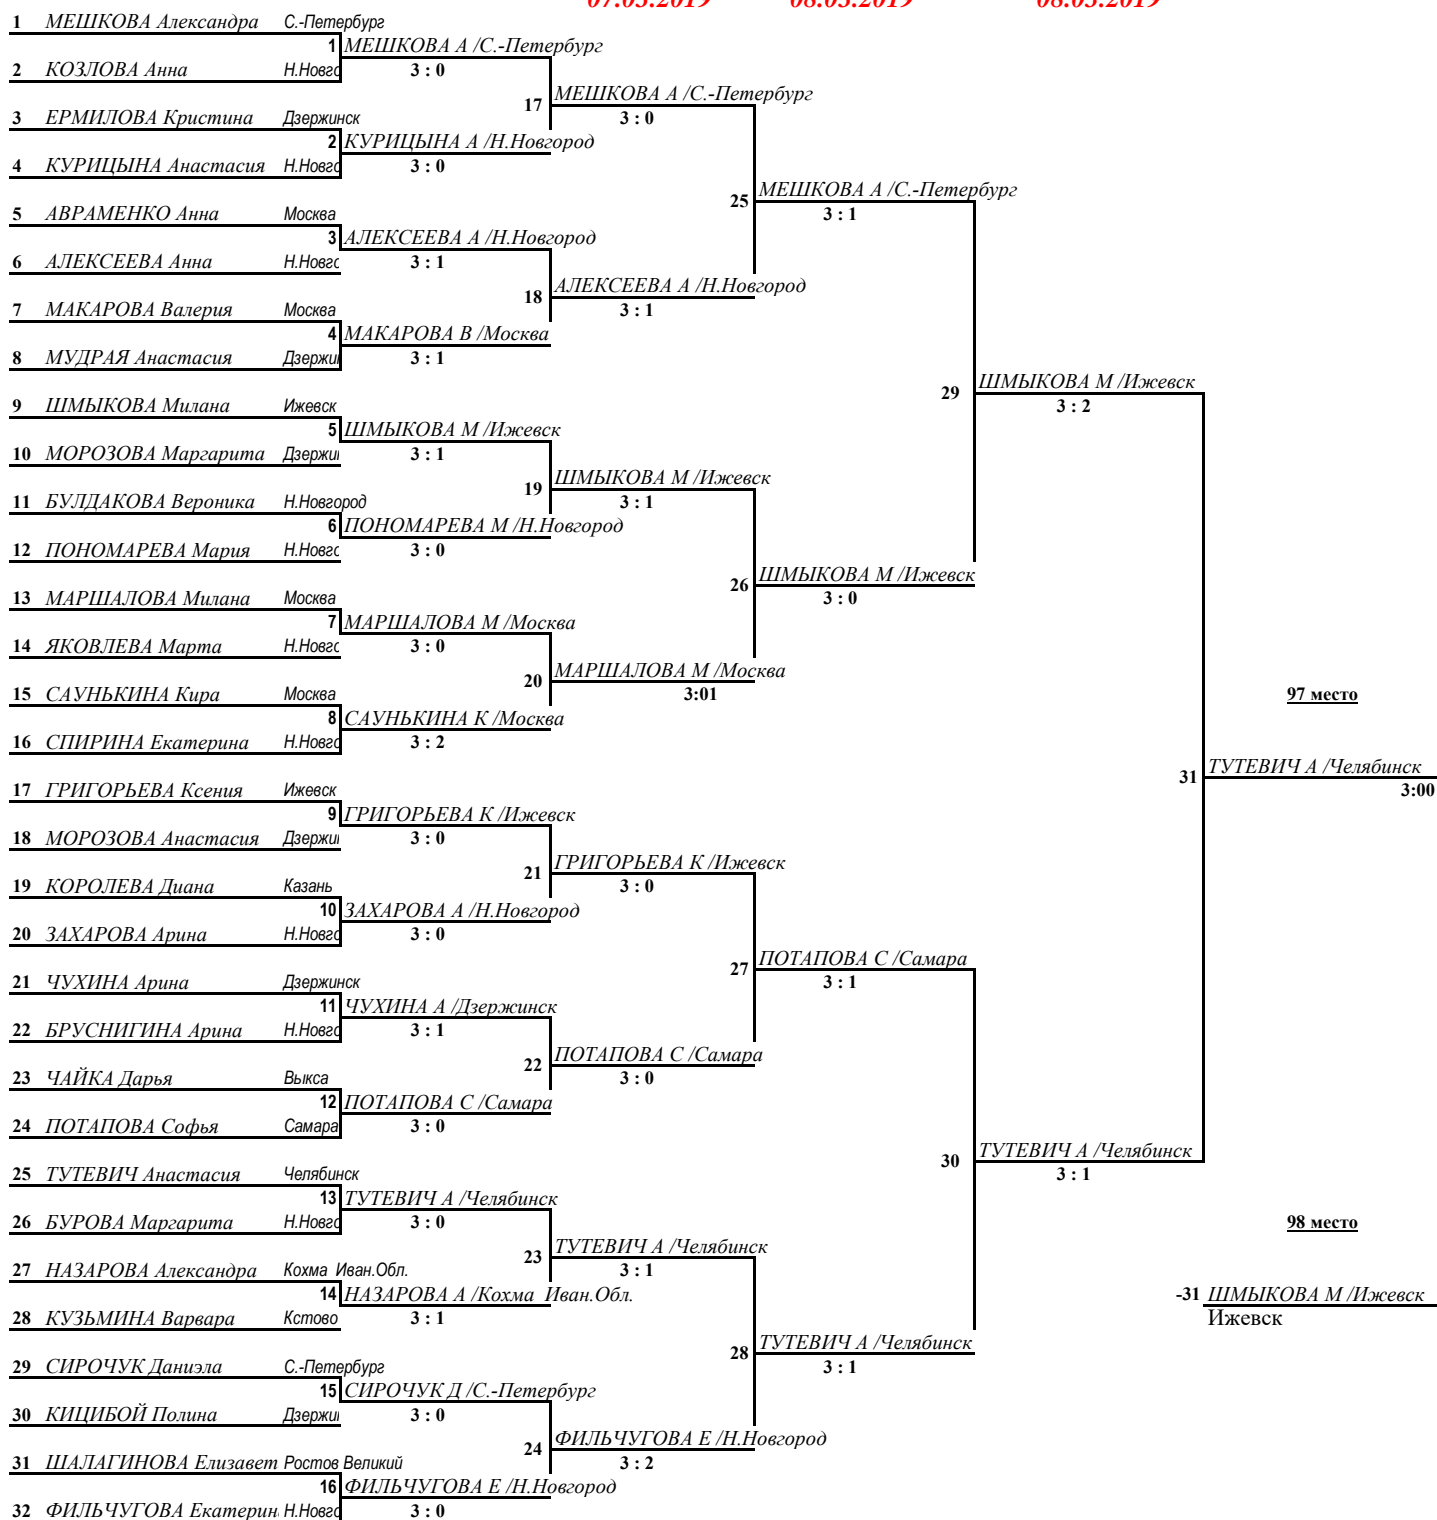 07.03.2019 08.03.2019 08.03.2019
1 МЕШКОВА Александра С.-Петербург
1 МЕШКОВА А /С.-Петербург
2 КОЗЛОВА Анна Н.Новго 3 : 0
17 МЕШКОВА А /С.-Петербург
3 ЕРМИЛОВА Кристина Дзержинск 3 : 0
2 КУРИЦЫНА А /Н.Новгород
4 КУРИЦЫНА Анастасия Н.Новго 3 : 0
25 МЕШКОВА А /С.-Петербург
5 АВРАМЕНКО Анна Москва 3 : 1
3 АЛЕКСЕЕВА А /Н.Новгород
6 АЛЕКСЕЕВА Анна Н.Новго 3 : 1
18 АЛЕКСЕЕВА А /Н.Новгород
7 МАКАРОВА Валерия Москва 3 : 1
4 МАКАРОВА В /Москва
8 МУДРАЯ Анастасия Дзержи 3 : 1
29 ШМЫКОВА М /Ижевск
9 ШМЫКОВА Милана Ижевск 3 : 2
5 ШМЫКОВА М /Ижевск
10 МОРОЗОВА Маргарита Дзержи 3 : 1
19 ШМЫКОВА М /Ижевск
11 БУЛДАКОВА Вероника Н.Новгород 3 : 1
6 ПОНОМАРЕВА М /Н.Новгород
12 ПОНОМАРЕВА Мария Н.Новго 3 : 0
26 ШМЫКОВА М /Ижевск
13 МАРШАЛОВА Милана Москва 3 : 0
7 МАРШАЛОВА М /Москва
14 ЯКОВЛЕВА Марта Н.Новго 3 : 0
20 МАРШАЛОВА М /Москва
15 САУНЬКИНА Кира Москва 3:01 97 место
8 САУНЬКИНА К /Москва
16 СПИРИНА Екатерина Н.Новго 3 : 2
31 ТУТЕВИЧ А /Челябинск
17 ГРИГОРЬЕВА Ксения Ижевск 3:00
9 ГРИГОРЬЕВА К /Ижевск
18 МОРОЗОВА Анастасия Дзержи 3 : 0
21 ГРИГОРЬЕВА К /Ижевск
19 КОРОЛЕВА Диана Казань 3 : 0
10 ЗАХАРОВА А /Н.Новгород
20 ЗАХАРОВА Арина Н.Новго 3 : 0
27 ПОТАПОВА С /Самара
21 ЧУХИНА Арина Дзержинск 3 : 1
11 ЧУХИНА А /Дзержинск
22 БРУСНИГИНА Арина Н.Новго 3 : 1
22 ПОТАПОВА С /Самара
23 ЧАЙКА Дарья Выкса 3 : 0
12 ПОТАПОВА С /Самара
24 ПОТАПОВА Софья Самара 3 : 0
30 ТУТЕВИЧ А /Челябинск
25 ТУТЕВИЧ Анастасия Челябинск 3 : 1
13 ТУТЕВИЧ А /Челябинск
26 БУРОВА Маргарита Н.Новго 3 : 0 98 место
23 ТУТЕВИЧ А /Челябинск
27 НАЗАРОВА Александра Кохма Иван.Обл. 3 : 1
14 НАЗАРОВА А /Кохма Иван.Обл. -31 ШМЫКОВА М /Ижевск
28 КУЗЬМИНА Варвара Кстово 3 : 1 Ижевск
28 ТУТЕВИЧ А /Челябинск
29 СИРОЧУК Даниэла С.-Петербург 3 : 1
15 СИРОЧУК Д /С.-Петербург
30 КИЦИБОЙ Полина Дзержи 3 : 0
24 ФИЛЬЧУГОВА Е /Н.Новгород
31 ШАЛАГИНОВА Елизавет Ростов Великий 3 : 2
16 ФИЛЬЧУГОВА Е /Н.Новгород
32 ФИЛЬЧУГОВА Екатерин Н.Новго 3 : 0